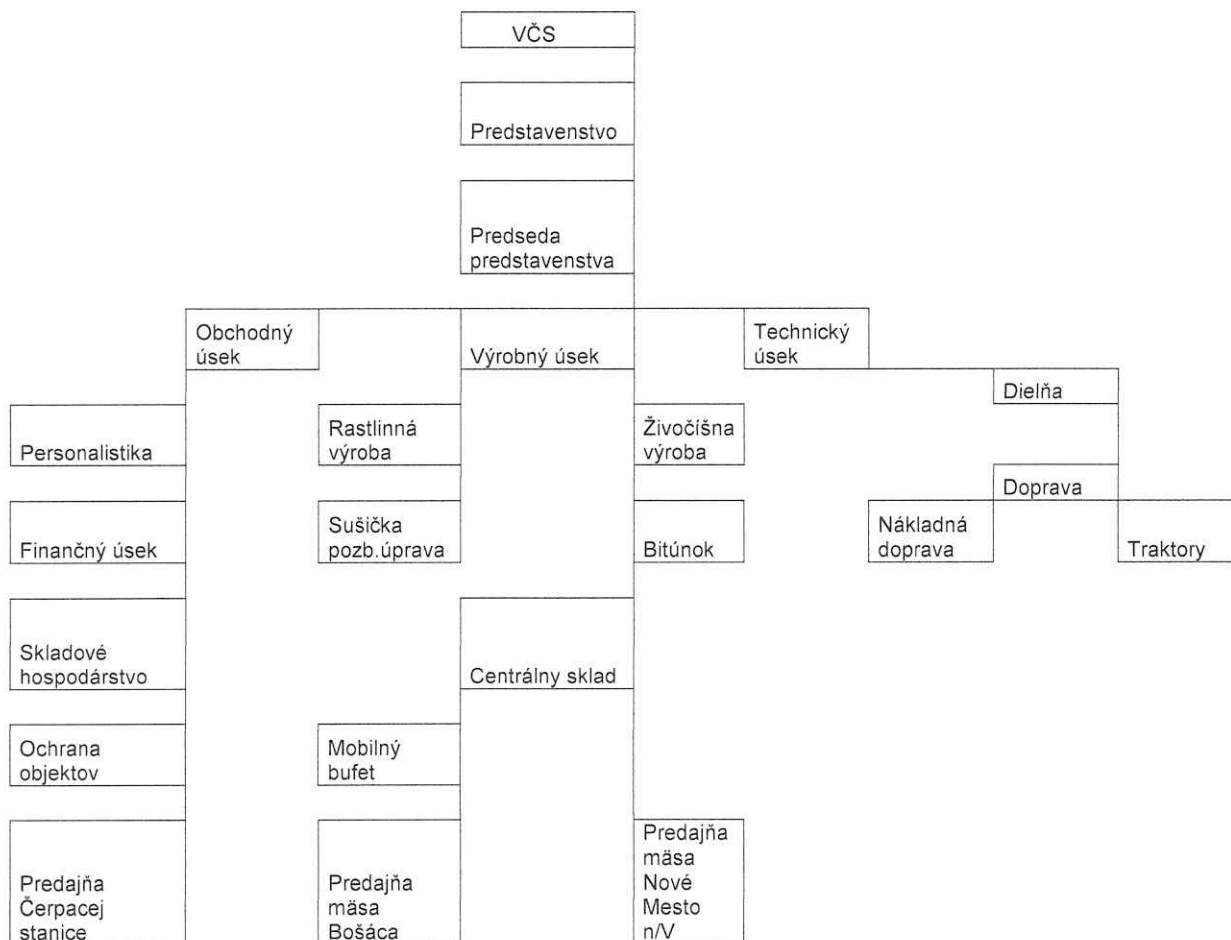 VČS
Predstavenstvo
Predseda
predstavenstva
Obchodný
úsek
Výrobný úsek
Technický
úsek
Dielňa
Personalistika
Rastlinná
výroba
Živočíšna
výroba
Doprava
Finančný úsek
Sušička
pozb.úprava
Bitúnok
Nákladná
doprava
Traktory
Skladové
hospodárstvo
Centrálny sklad
Ochrana
objektov
Mobilný
bufet
Predajňa
Čerpacej
stanice
Predajňa
mäsa
Bošáca
Predajňa
mäsa
Nové
Mesto
n/V